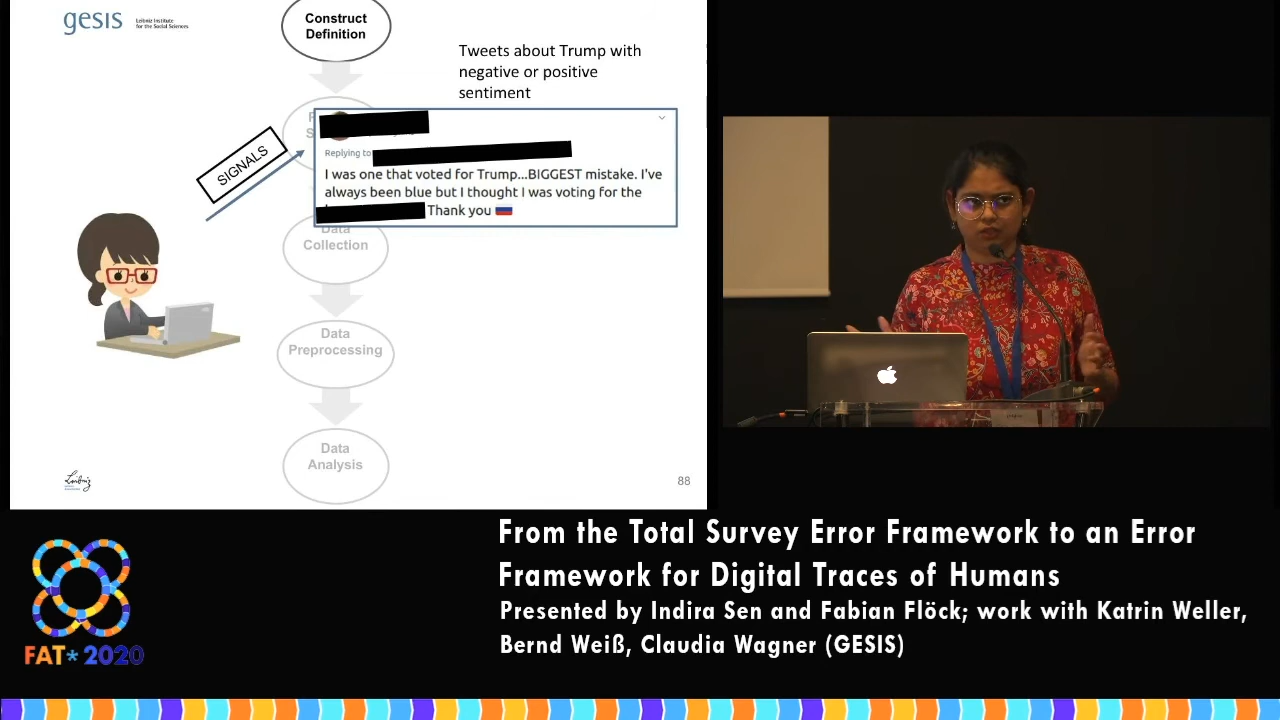 gesis
Leibniz Institute
for the Social Sciences
Construct
Definition
Tweets about Trump with
negative or positive
sentiment
SIGNALS
Replying to
I was one that voted for Trump...BIGGEST mistake. I've
always been blue but I thought I was voting for the
Thank you 🇷🇺
Data
Collection
Data
Preprocessing
Data
Analysis
Leibniz
88
From the Total Survey Error Framework to an Error
Framework for Digital Traces of Humans
Presented by Indira Sen and Fabian Flöck; work with Katrin Weller,
Bernd Weiß, Claudia Wagner (GESIS)
FAT* 2020